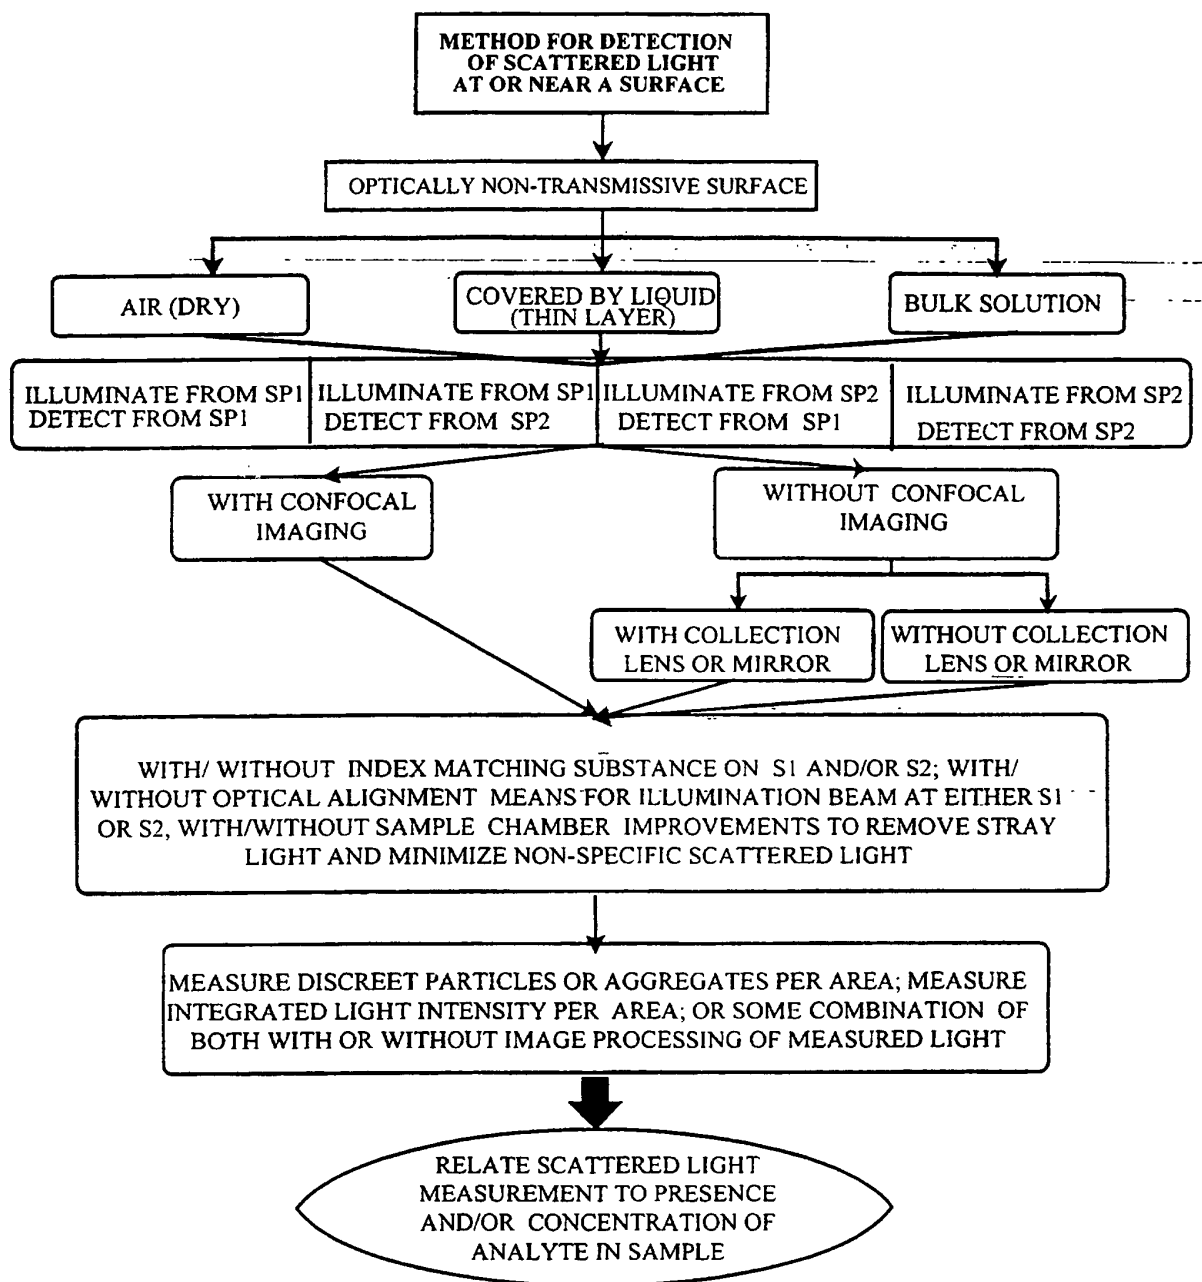 METHOD FOR DETECTION
OF SCATTERED LIGHT
AT OR NEAR A SURFACE
OPTICALLY NON-TRANSMISSIVE SURFACE
AIR (DRY)
COVERED BY LIQUID
(THIN LAYER)
BULK SOLUTION
ILLUMINATE FROM SP1
DETECT FROM SP1
ILLUMINATE FROM SP1
DETECT FROM SP2
ILLUMINATE FROM SP2
DETECT FROM SP1
ILLUMINATE FROM SP2
DETECT FROM SP2
WITH CONFOCAL
IMAGING
WITHOUT CONFOCAL
IMAGING
WITH COLLECTION
LENS OR MIRROR
WITHOUT COLLECTION
LENS OR MIRROR
WITH/ WITHOUT INDEX MATCHING SUBSTANCE ON S1 AND/OR S2; WITH/
WITHOUT OPTICAL ALIGNMENT MEANS FOR ILLUMINATION BEAM AT EITHER S1
OR S2, WITH/WITHOUT SAMPLE CHAMBER IMPROVEMENTS TO REMOVE STRAY
LIGHT AND MINIMIZE NON-SPECIFIC SCATTERED LIGHT
MEASURE DISCREET PARTICLES OR AGGREGATES PER AREA; MEASURE
INTEGRATED LIGHT INTENSITY PER AREA; OR SOME COMBINATION OF
BOTH WITH OR WITHOUT IMAGE PROCESSING OF MEASURED LIGHT
RELATE SCATTERED LIGHT
MEASUREMENT TO PRESENCE
AND/OR CONCENTRATION OF
ANALYTE IN SAMPLE